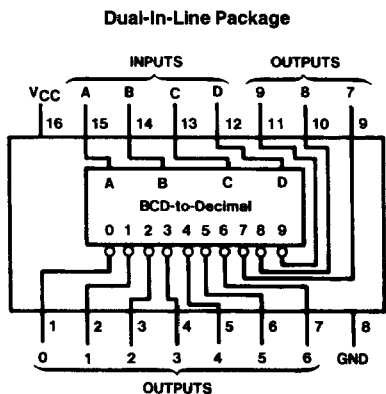 Dual-In-Line Package
INPUTS OUTPUTS
VCC A B C D 9 8 7
16 15 14 13 12 11 10 9
A B C D
BCD-to-Decimal
0 1 2 3 4 5 6 7 8 9
1 2 3 4 5 6 7 8
0 1 2 3 4 5 6 GND
OUTPUTS